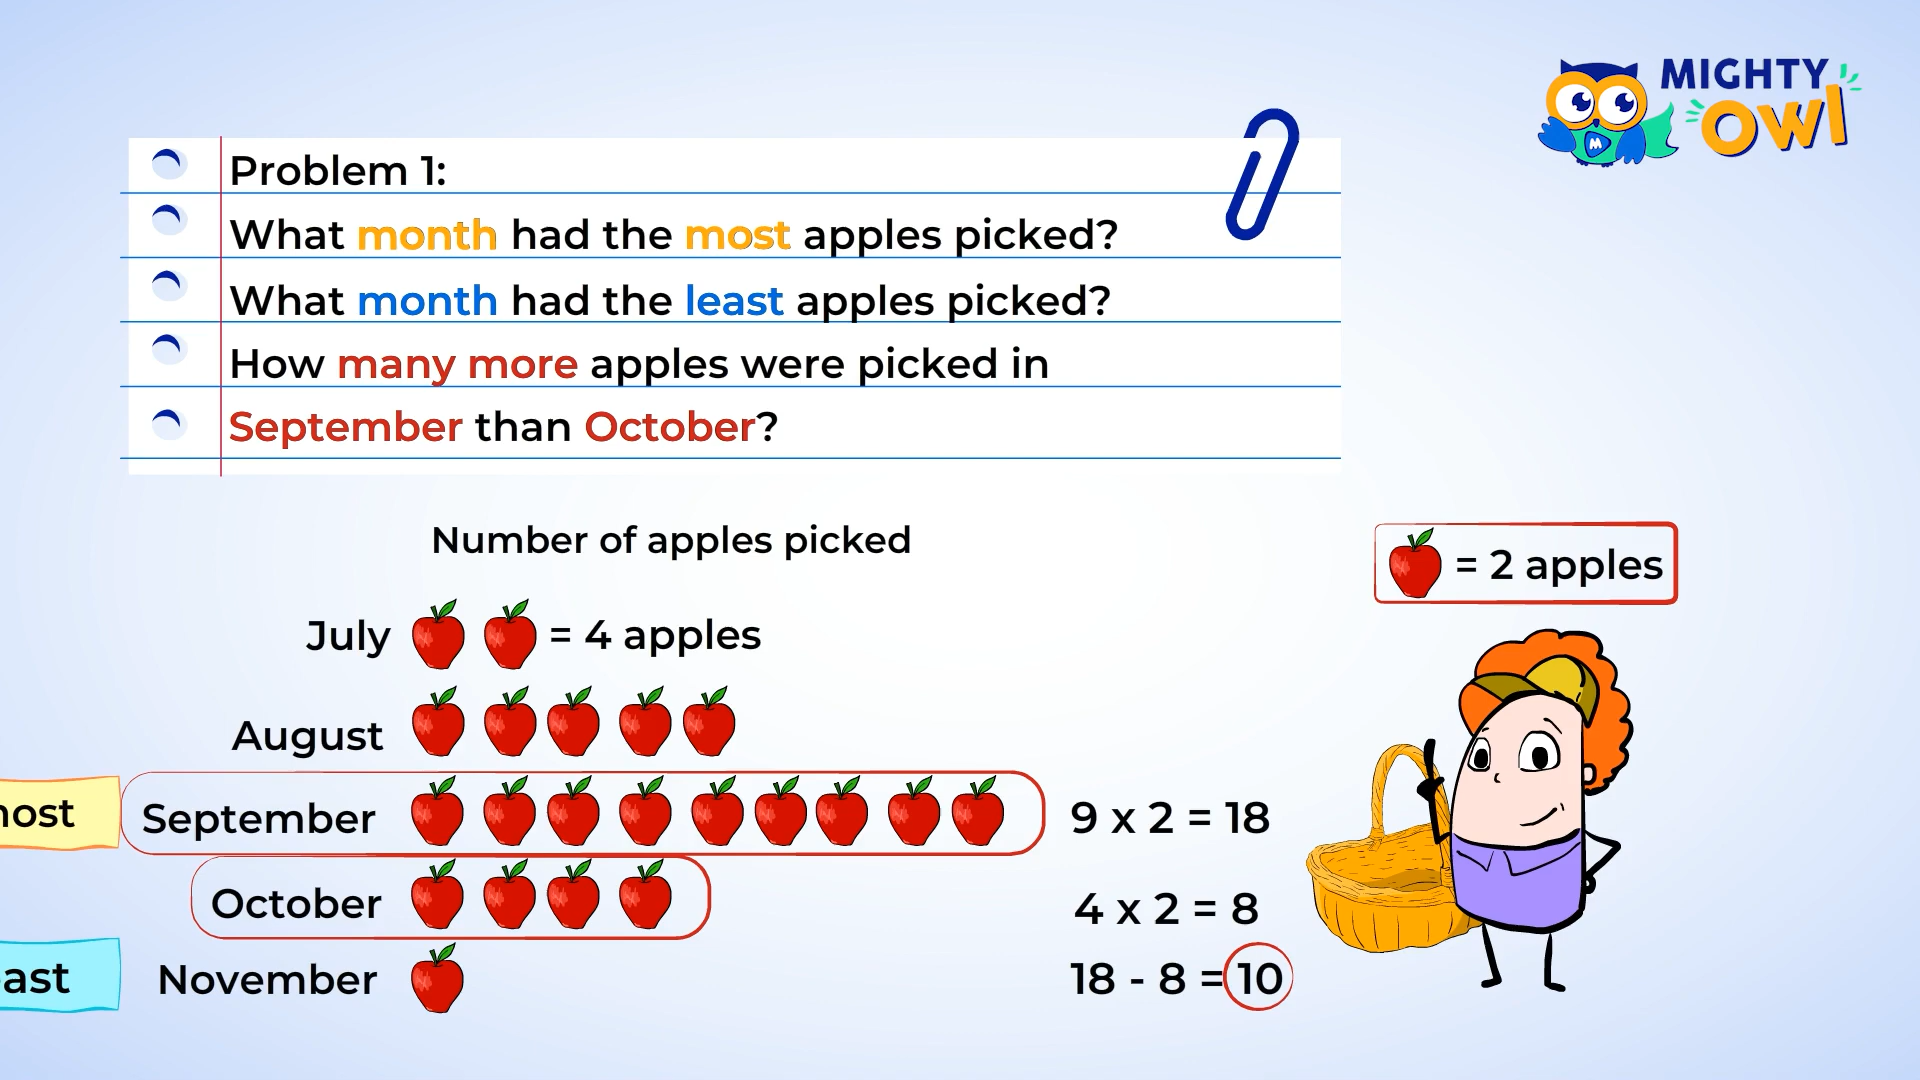 MIGHTY
OWL
M
Problem 1:
What month had the most apples picked?
What month had the least apples picked?
How many more apples were picked in
September than October?
Number of apples picked
= 2 apples
July = 4 apples
August
September 9 x 2 = 18
October 4 x 2 = 8
November 18 - 8 = 10